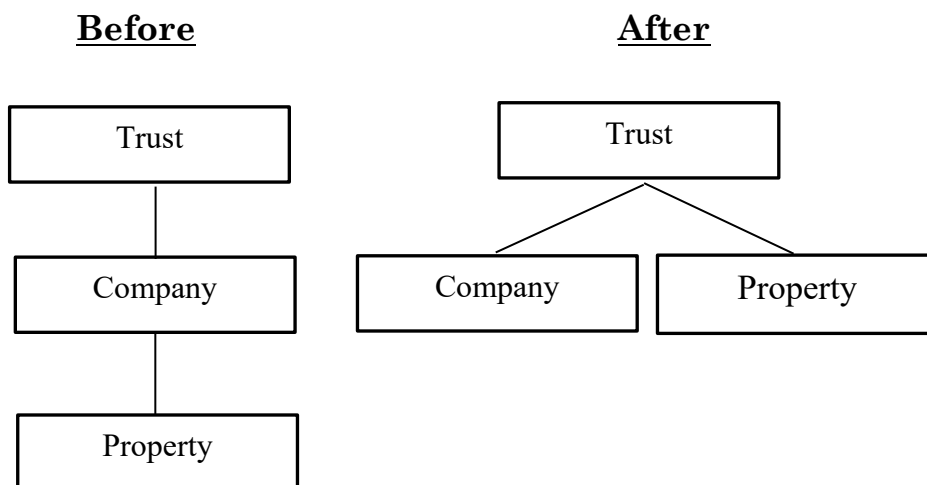 Before
Trust
Company
Property
After
Trust
Company
Property